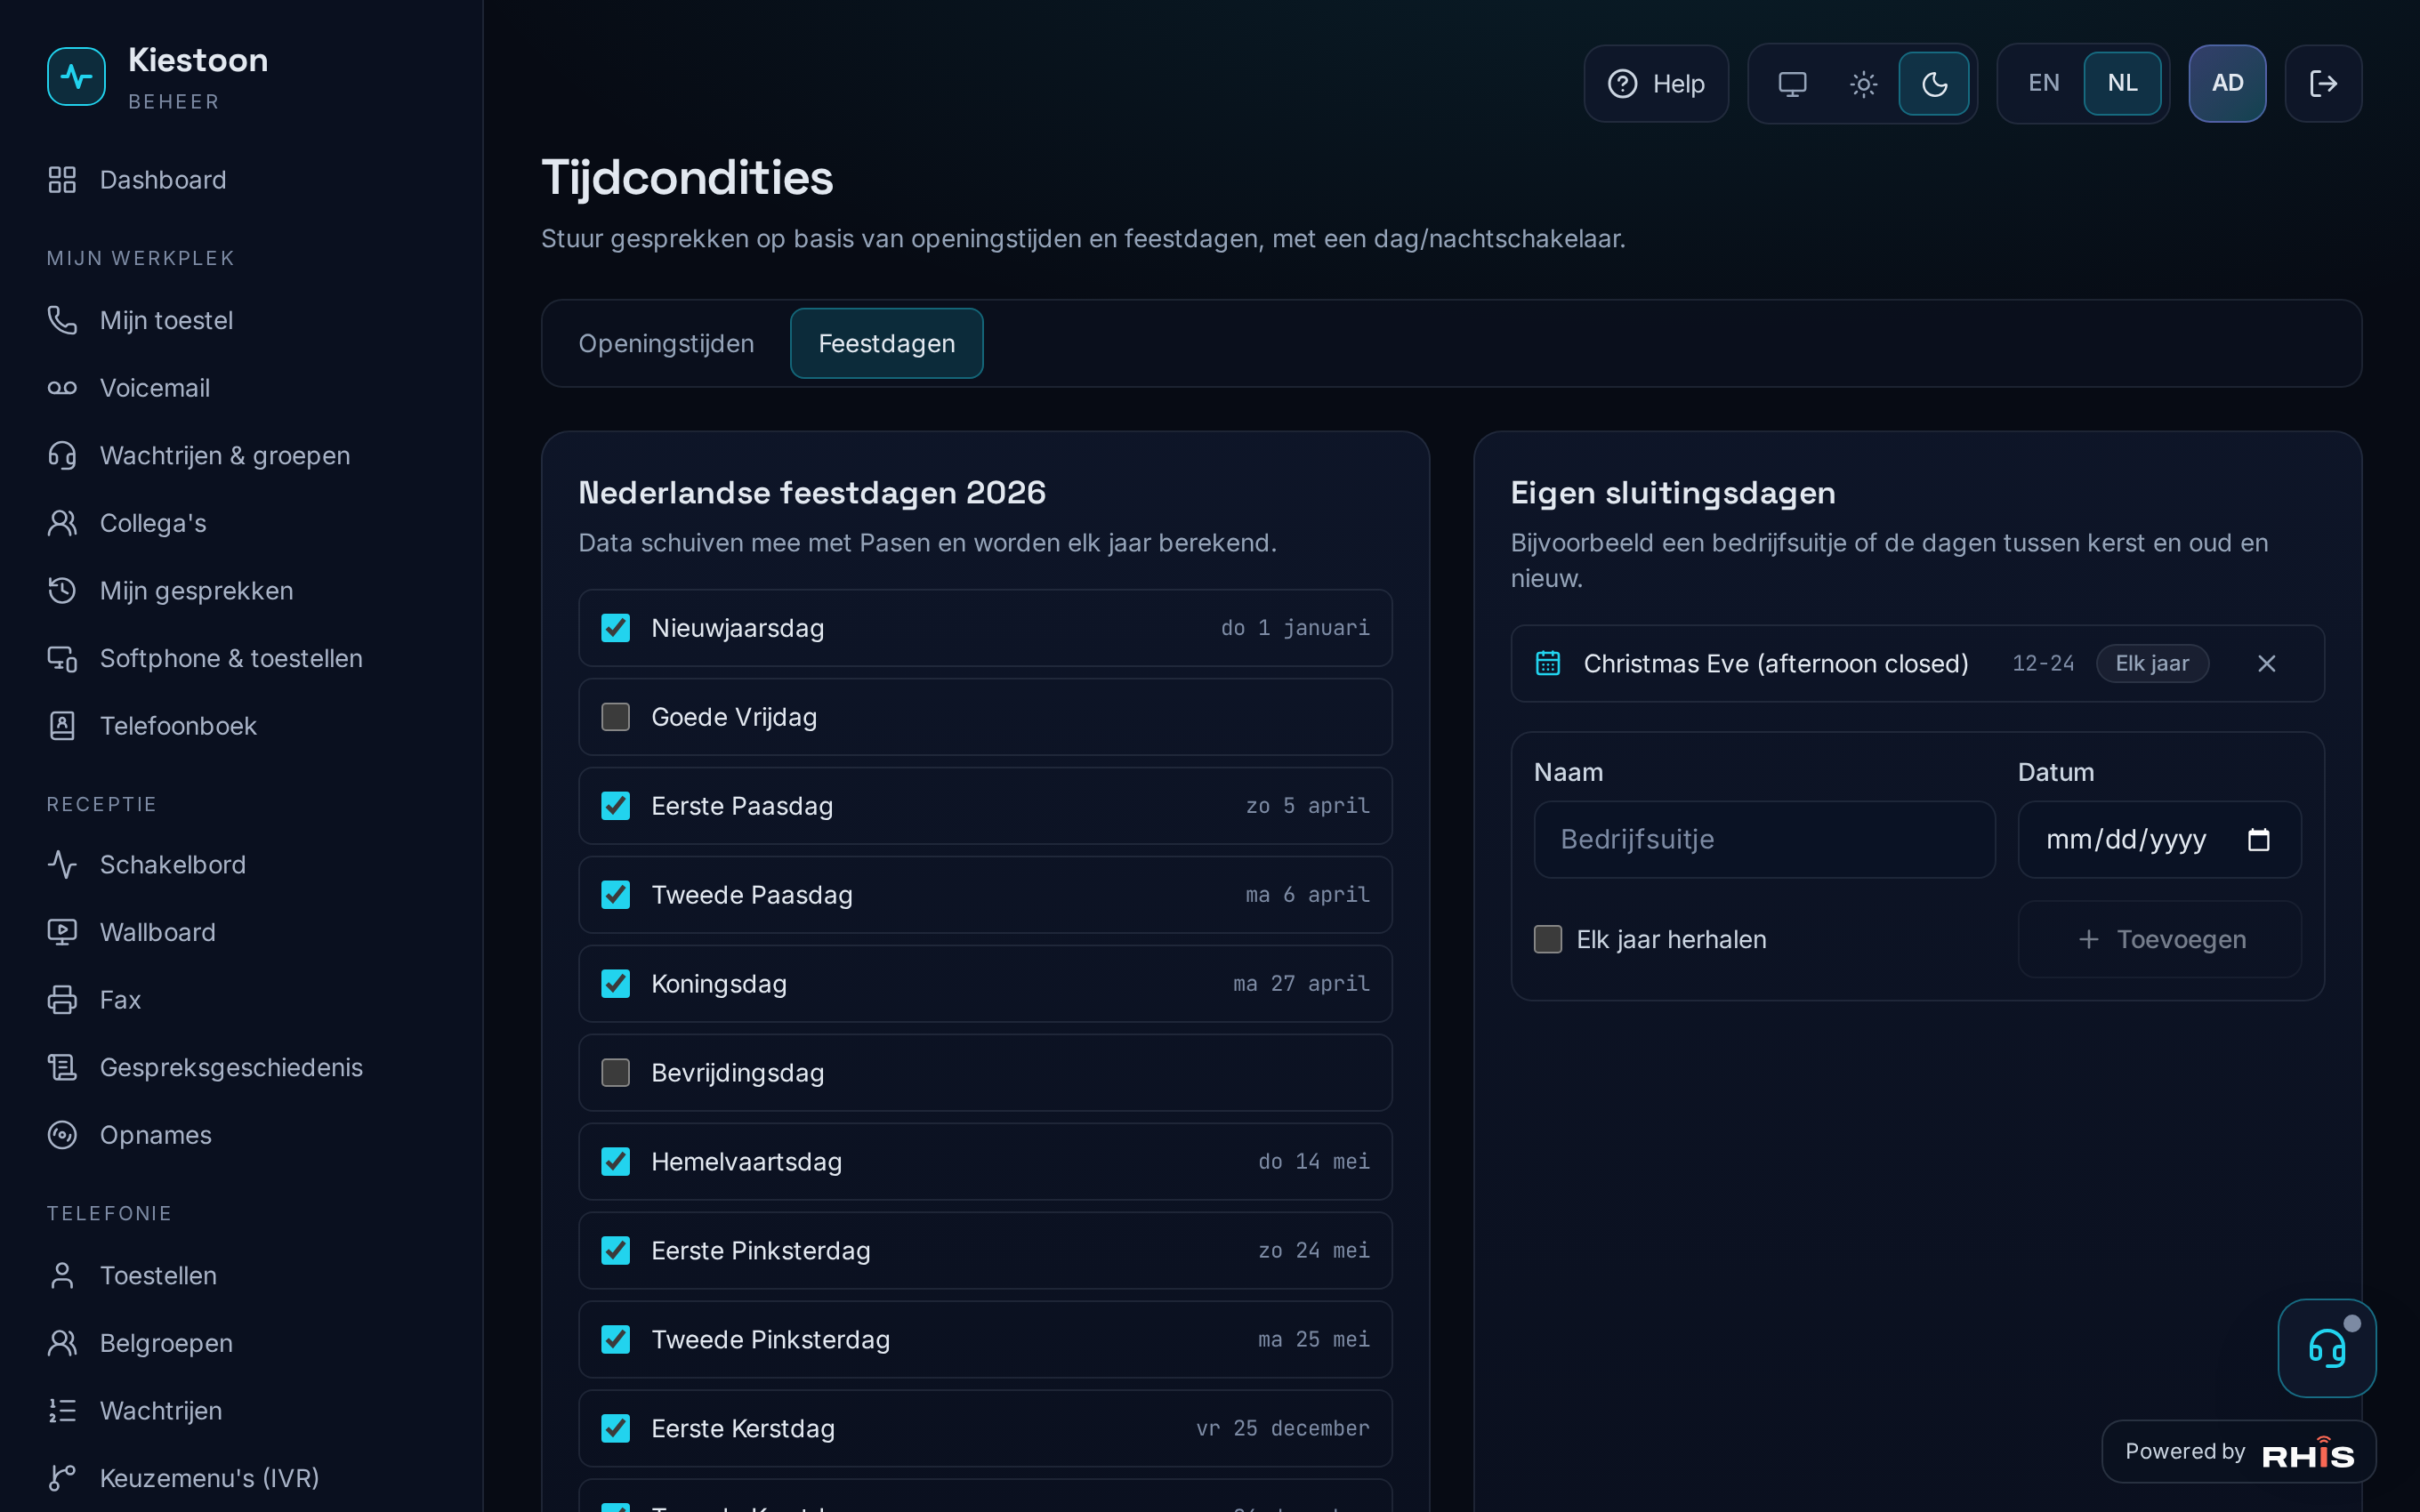 Kiestoon
BEHEER
Dashboard
MIJN WERKPLEK
Mijn toestel
Voicemail
Wachtrijen & groepen
Collega's
Mijn gesprekken
Softphone & toestellen
Telefoonboek
RECEPTIE
Schakelbord
Wallboard
Fax
Gespreksgeschiedenis
Opnames
TELEFONIE
Toestellen
Belgroepen
Wachtrijen
Keuzemenu's (IVR)
Help
EN
NL
AD
Tijdcondities
Stuur gesprekken op basis van openingstijden en feestdagen, met een dag/nachtschakelaar.
Openingstijden
Feestdagen
Nederlandse feestdagen 2026
Data schuiven mee met Pasen en worden elk jaar berekend.
Nieuwjaarsdag do 1 januari
Goede Vrijdag
Eerste Paasdag zo 5 april
Tweede Paasdag ma 6 april
Koningsdag ma 27 april
Bevrijdingsdag
Hemelvaartsdag do 14 mei
Eerste Pinksterdag zo 24 mei
Tweede Pinksterdag ma 25 mei
Eerste Kerstdag vr 25 december
Eigen sluitingsdagen
Bijvoorbeeld een bedrijfsuitje of de dagen tussen kerst en oud en
nieuw.
Christmas Eve (afternoon closed) 12-24 Elk jaar
Naam
Datum
Bedrijfsuitje
mm/dd/yyyy
Elk jaar herhalen
Toevoegen
Powered by RHIS